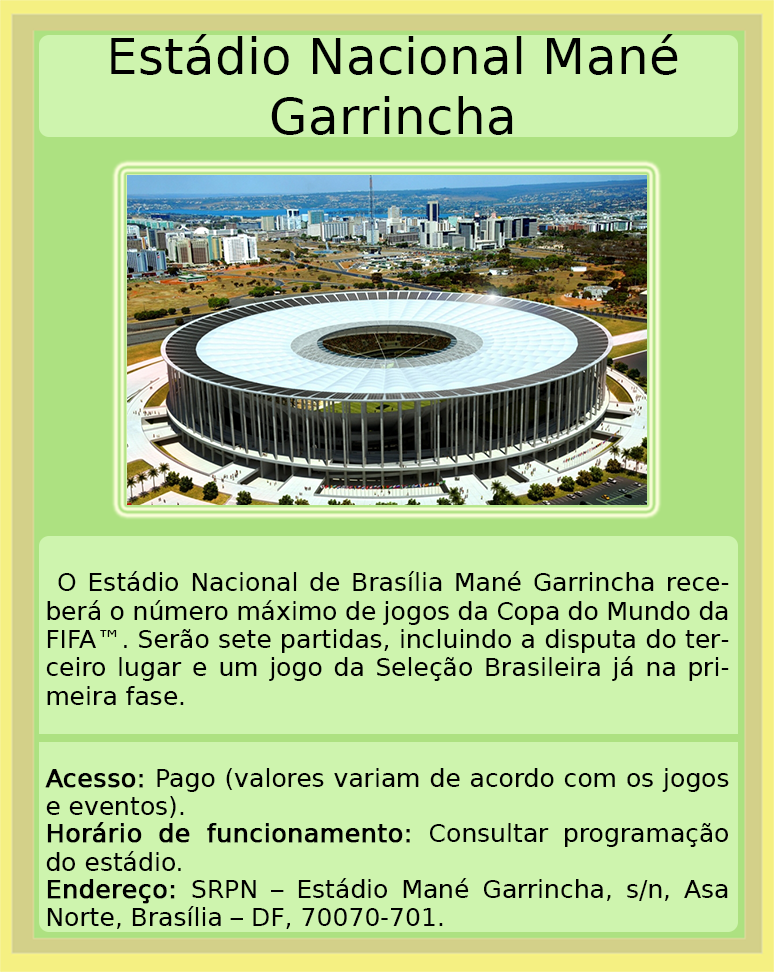 Estádio Nacional Mané
Garrincha
O Estádio Nacional de Brasília Mané Garrincha rece-
berá o número máximo de jogos da Copa do Mundo da
FIFA™. Serão sete partidas, incluindo a disputa do ter-
ceiro lugar e um jogo da Seleção Brasileira já na pri-
meira fase.
Acesso: Pago (valores variam de acordo com os jogos
e eventos).
Horário de funcionamento: Consultar programação
do estádio.
Endereço: SRPN – Estádio Mané Garrincha, s/n, Asa
Norte, Brasília – DF, 70070-701.